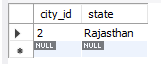 city_id state
2 Rajasthan
NULL NULL